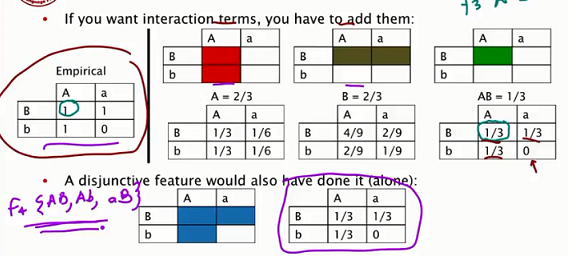 • If you want interaction terms, you have to add them:
f3 A
A a
B
b
A a
B
b
A a
B
b
Empirical
A a
B 1 1
b 1 0
A = 2/3
A a
B 1/3 1/6
b 1/3 1/6
B = 2/3
A a
B 4/9 2/9
b 2/9 1/9
AB = 1/3
A a
B 1/3 1/3
b 1/3 0
• A disjunctive feature would also have done it (alone):
f4 {AB, Ab, aB}
A a
B
b
A a
B 1/3 1/3
b 1/3 0